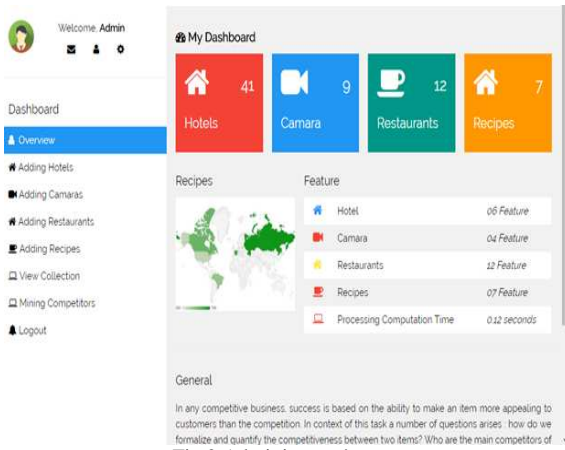 Welcome, Admin
Dashboard
Overview
Adding Hotels
Adding Camaras
Adding Restaurants
Adding Recipes
View Collection
Mining Competitors
Logout
My Dashboard
41
Hotels
9
Camara
12
Restaurants
7
Recipes
Recipes
Feature
Hotel 06 Feature
Camara 04 Feature
Restaurants 12 Feature
Recipes 07 Feature
Processing Computation Time 0.12 seconds
General
In any competitive business, success is based on the ability to make an item more appealing to
customers than the competition. In context of this task a number of questions arises : how do we
formalize and quantify the competitiveness between two items? Who are the main competitors of